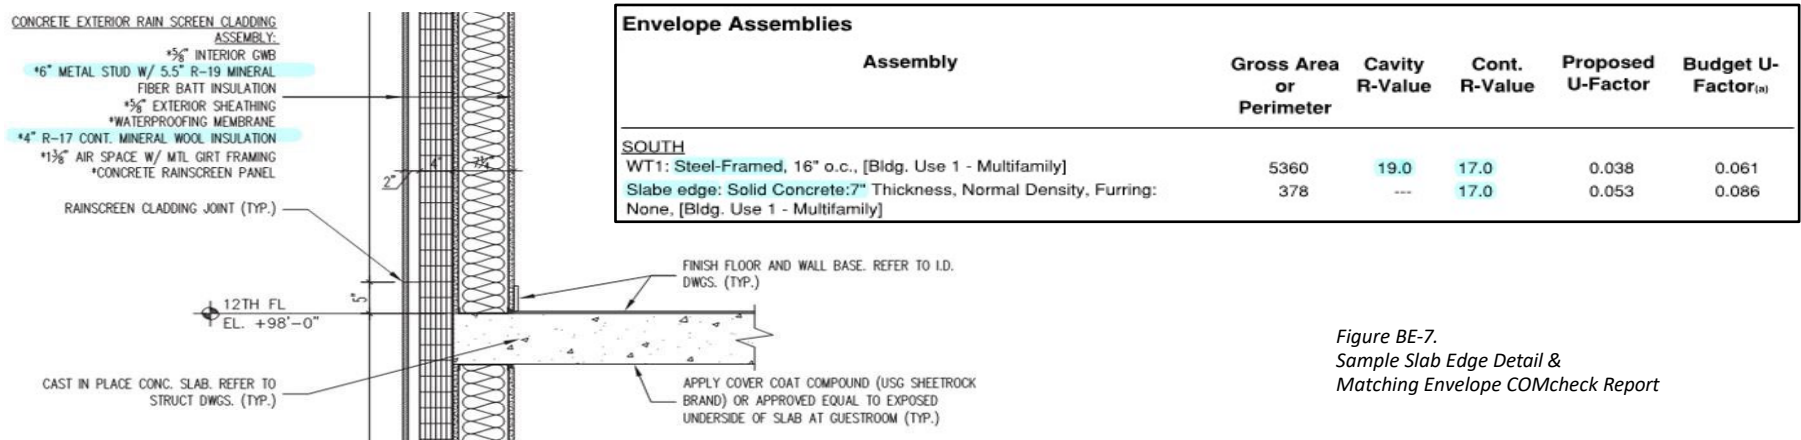 CONCRETE EXTERIOR RAIN SCREEN CLADDING
ASSEMBLY:
*⅝" INTERIOR GWB
*6" METAL STUD W/ 5.5" R-19 MINERAL
FIBER BATT INSULATION
*⅝" EXTERIOR SHEATHING
*WATERPROOFING MEMBRANE
*4" R-17 CONT. MINERAL WOOL INSULATION
*1⅜" AIR SPACE W/ MTL GIRT FRAMING
*CONCRETE RAINSCREEN PANEL
2"
4"
7¼"
RAINSCREEN CLADDING JOINT (TYP.)
5"
12TH FL
EL. +98'-0"
CAST IN PLACE CONC. SLAB. REFER TO
STRUCT DWGS. (TYP.)
FINISH FLOOR AND WALL BASE. REFER TO I.D.
DWGS. (TYP.)
APPLY COVER COAT COMPOUND (USG SHEETROCK
BRAND) OR APPROVED EQUAL TO EXPOSED
UNDERSIDE OF SLAB AT GUESTROOM (TYP.)
Envelope Assemblies
Assembly Gross Area Cavity Cont. Proposed Budget U-
or R-Value R-Value U-Factor Factor(a)
Perimeter
SOUTH
WT1: Steel-Framed, 16" o.c., [Bldg. Use 1 - Multifamily] 5360 19.0 17.0 0.038 0.061
Slabe edge: Solid Concrete:7" Thickness, Normal Density, Furring: 378 --- 17.0 0.053 0.086
None, [Bldg. Use 1 - Multifamily]
Figure BE-7.
Sample Slab Edge Detail &
Matching Envelope COMcheck Report